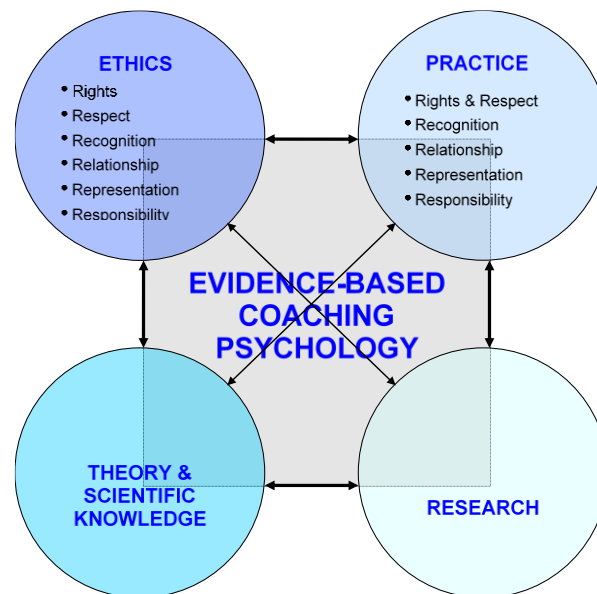 ETHICS
• Rights
• Respect
• Recognition
• Relationship
• Representation
• Responsibility
PRACTICE
• Rights & Respect
• Recognition
• Relationship
• Representation
• Responsibility
EVIDENCE-BASED
COACHING
PSYCHOLOGY
THEORY &
SCIENTIFIC
KNOWLEDGE
RESEARCH